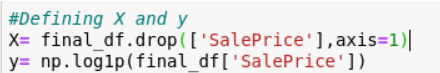 #Defining X and y
X= final_df.drop(['SalePrice'],axis=1)
y= np.log1p(final_df['SalePrice'])